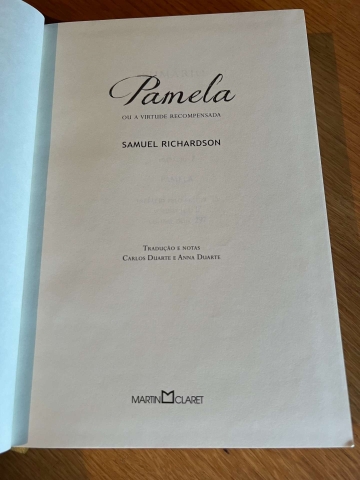 Pamela
OU A VIRTUDE RECOMPENSADA
SAMUEL RICHARDSON
TRADUÇÃO E NOTAS
CARLOS DUARTE E ANNA DUARTE
MARTIN CLARET